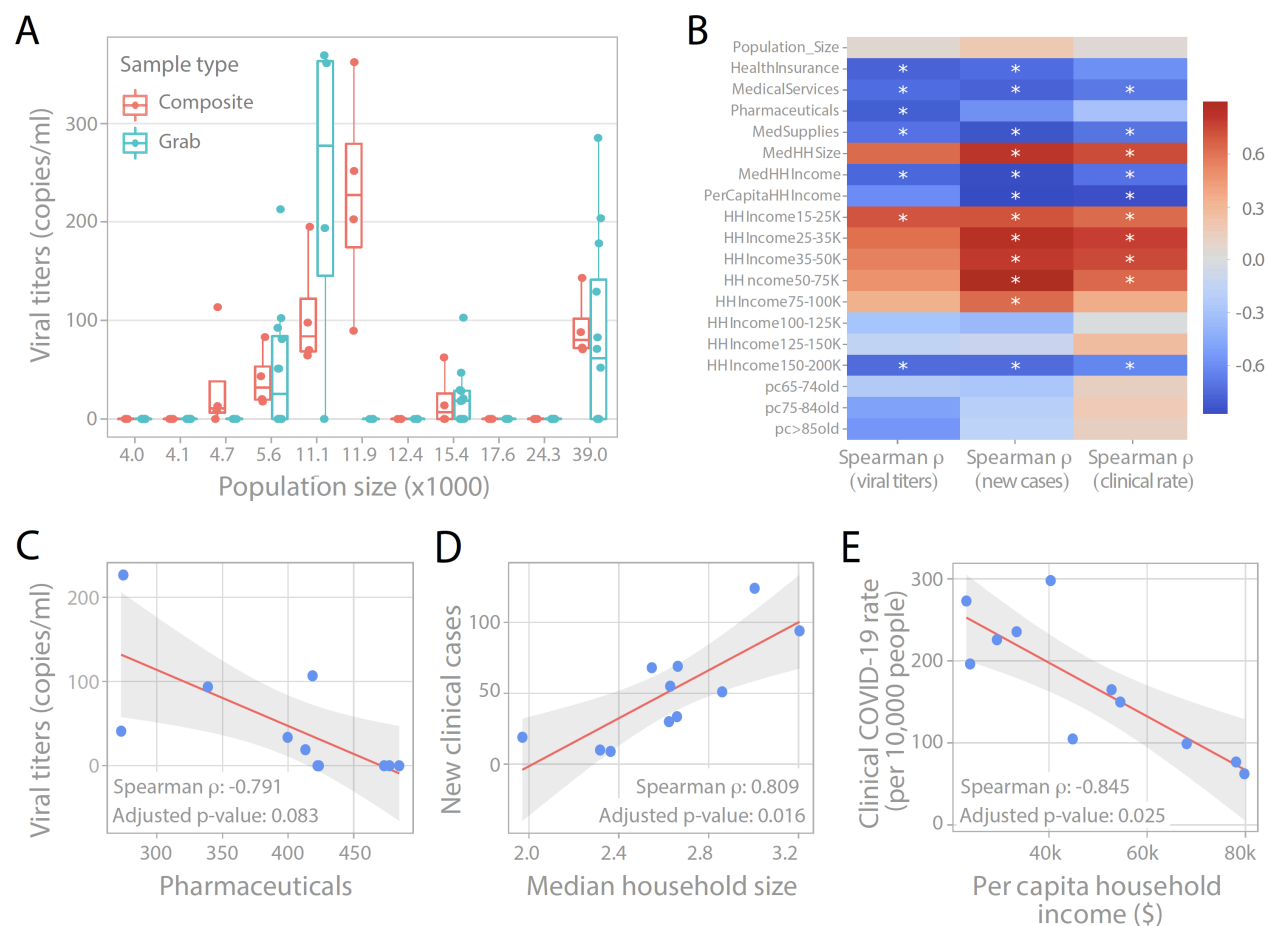 A
Sample type
Composite
Grab
Viral titers (copies/ml)
300
200
100
0
4.0 4.1 4.7 5.6 11.1 11.9 12.4 15.4 17.6 24.3 39.0
Population size (x1000)
B
Population_Size
HealthInsurance * *
MedicalServices * * *
Pharmaceuticals *
MedSupplies * * *
MedHHSize * *
MedHHIncome * * *
PerCapitaHHIncome * *
HHIncome15-25K * * *
HHIncome25-35K * *
HHIncome35-50K * *
HH ncome50-75K * *
HHIncome75-100K *
HHIncome100-125K
HHIncome125-150K
HHIncome150-200K * * *
pc65-74old
pc75-84old
pc>85old
Spearman ρ
(viral titers)
Spearman ρ
(new cases)
Spearman ρ
(clinical rate)
0.6
0.3
0.0
-0.3
-0.6
C
Viral titers (copies/ml)
200
100
0
Spearman ρ: -0.791
Adjusted p-value: 0.083
300 350 400 450
Pharmaceuticals
D
New clinical cases
100
50
0
Spearman ρ: 0.809
Adjusted p-value: 0.016
2.0 2.4 2.8 3.2
Median household size
E
Clinical COVID-19 rate
(per 10,000 people)
300
200
100
0
Spearman ρ: -0.845
Adjusted p-value: 0.025
40k 60k 80k
Per capita household
income ($)